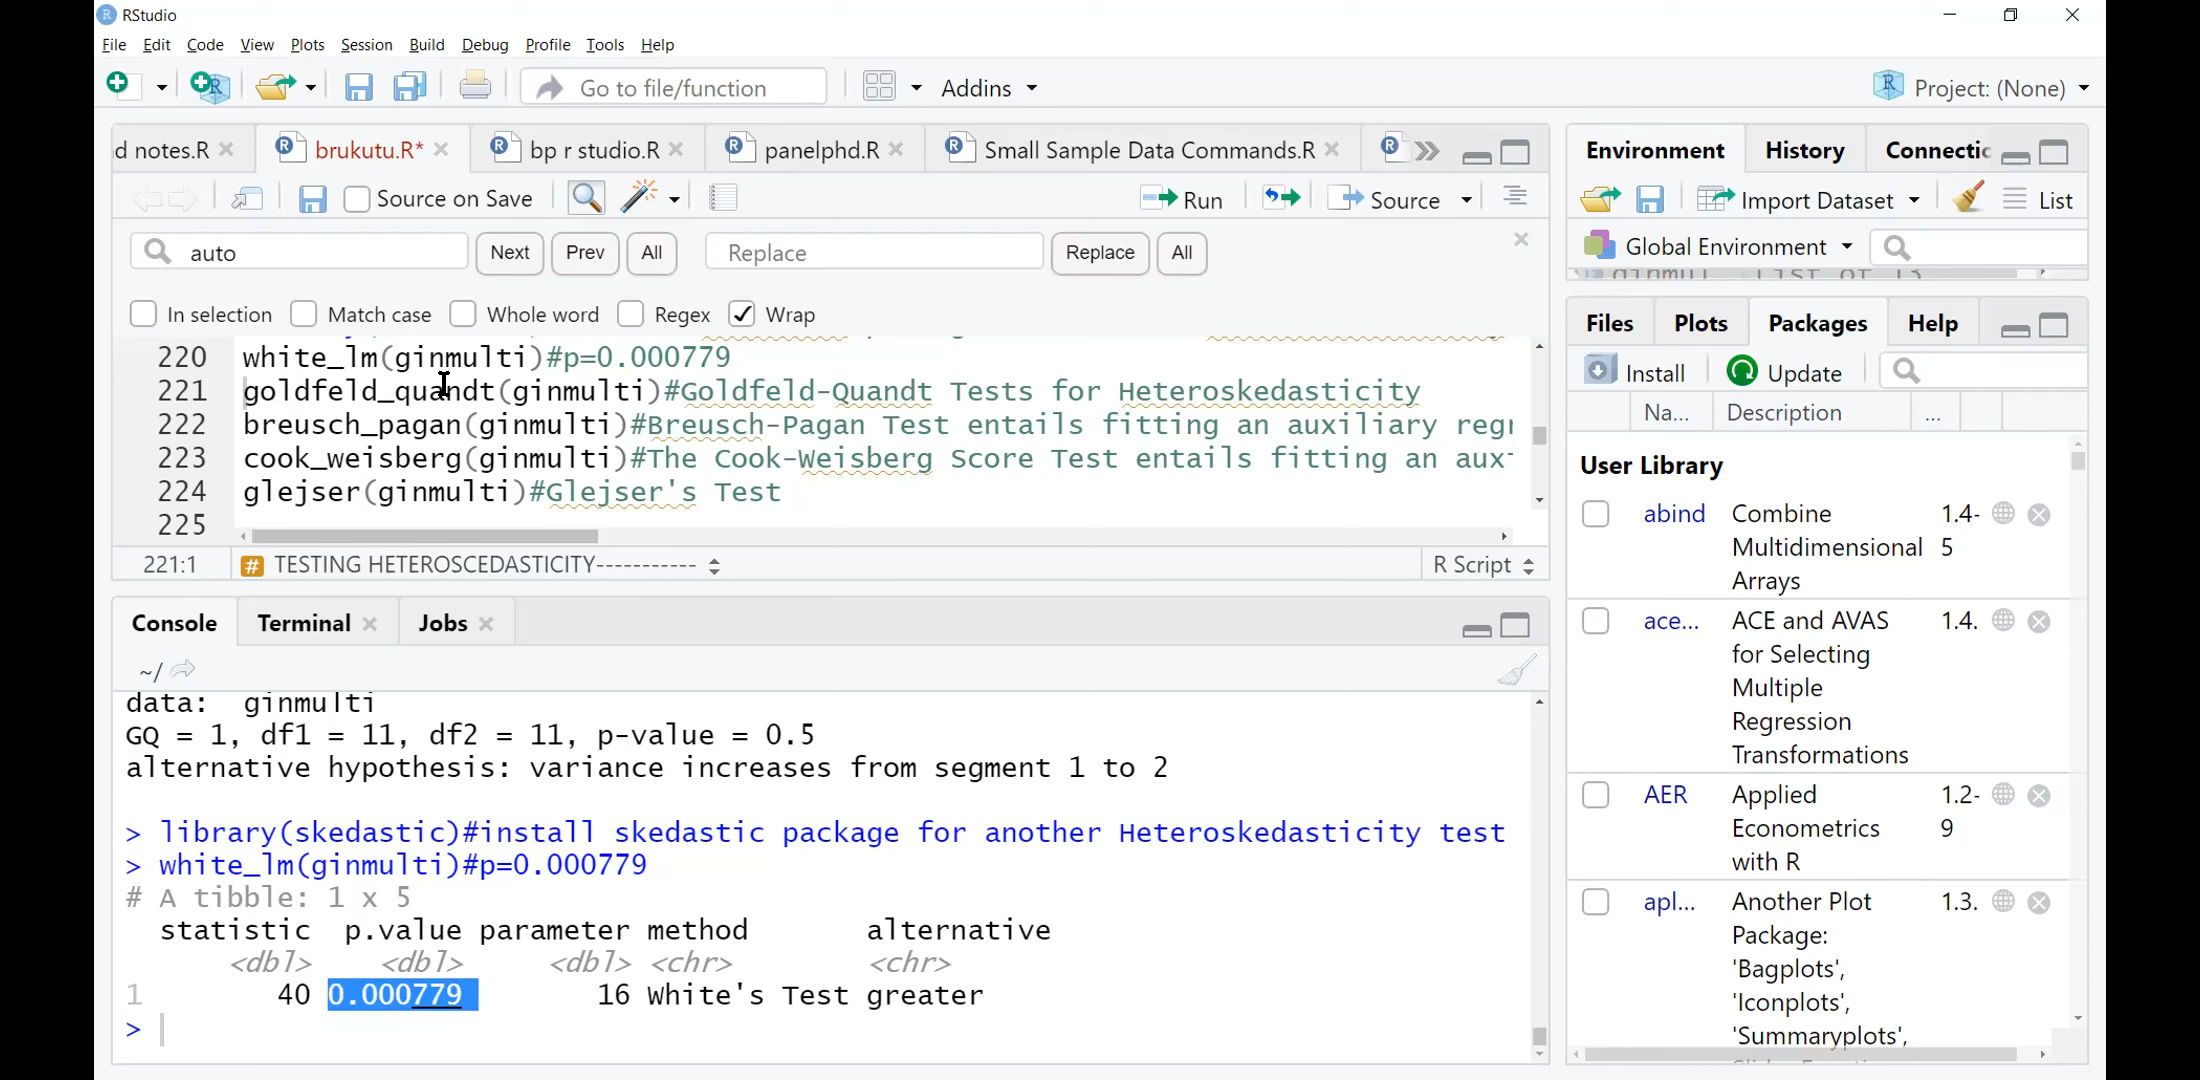 RStudio
File Edit Code View Plots Session Build Debug Profile Tools Help
Go to file/function Addins Project: (None)
d notes.R brukutu.R* bp r studio.R panelphd.R Small Sample Data Commands.R
Source on Save Run Source
auto Next Prev All Replace Replace All
In selection Match case Whole word Regex Wrap
220 white_lm(ginmulti)#p=0.000779
221 goldfeld_quandt(ginmulti)#Goldfeld-Quandt Tests for Heteroskedasticity
222 breusch_pagan(ginmulti)#Breusch-Pagan Test entails fitting an auxiliary regr
223 cook_weisberg(ginmulti)#The Cook-Weisberg Score Test entails fitting an aux
224 glejser(ginmulti)#Glejser's Test
225
221:1 # TESTING HETEROSCEDASTICITY----------- R Script
Console Terminal Jobs
~/
data: ginmulti
GQ = 1, df1 = 11, df2 = 11, p-value = 0.5
alternative hypothesis: variance increases from segment 1 to 2
> library(skedastic)#install skedastic package for another Heteroskedasticity test
> white_lm(ginmulti)#p=0.000779
# A tibble: 1 x 5
statistic p.value parameter method alternative
<dbl> <dbl> <dbl> <chr> <chr>
1 40 0.000779 16 White's Test greater
>
Environment History Connectic
Import Dataset List
Global Environment
ginmul List of 13
Files Plots Packages Help
Install Update
Na... Description ...
User Library
abind Combine 1.4-
Multidimensional 5
Arrays
ace... ACE and AVAS 1.4.
for Selecting
Multiple
Regression
Transformations
AER Applied 1.2-
Econometrics 9
with R
apl... Another Plot 1.3.
Package:
'Bagplots',
'Iconplots',
'Summaryplots',